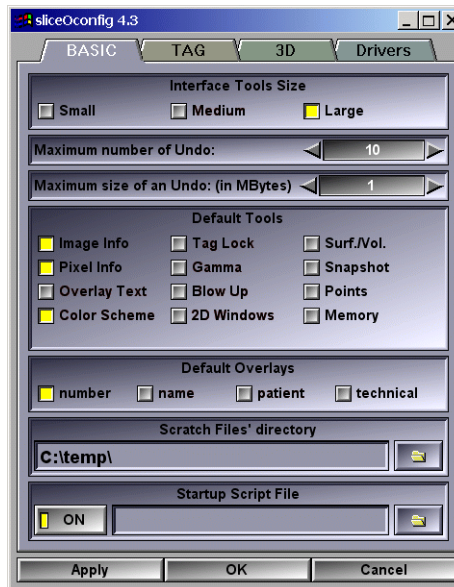 sliceOconfig 4.3
BASIC TAG 3D Drivers
Interface Tools Size
Small Medium Large
Maximum number of Undo: 10
Maximum size of an Undo: (in MBytes) 1
Default Tools
Image Info Tag Lock Surf./Vol.
Pixel Info Gamma Snapshot
Overlay Text Blow Up Points
Color Scheme 2D Windows Memory
Default Overlays
number name patient technical
Scratch Files' directory
C:\temp\
Startup Script File
ON
Apply OK Cancel